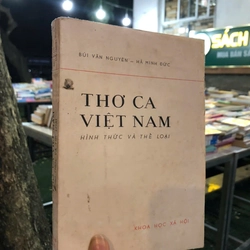 BÙI VĂN NGUYÊN – HÀ MINH ĐỨC
THƠ CA
VIỆT NAM
HÌNH THỨC VÀ THỂ LOẠI
KHOA HỌC XÃ HỘI
SÁCH